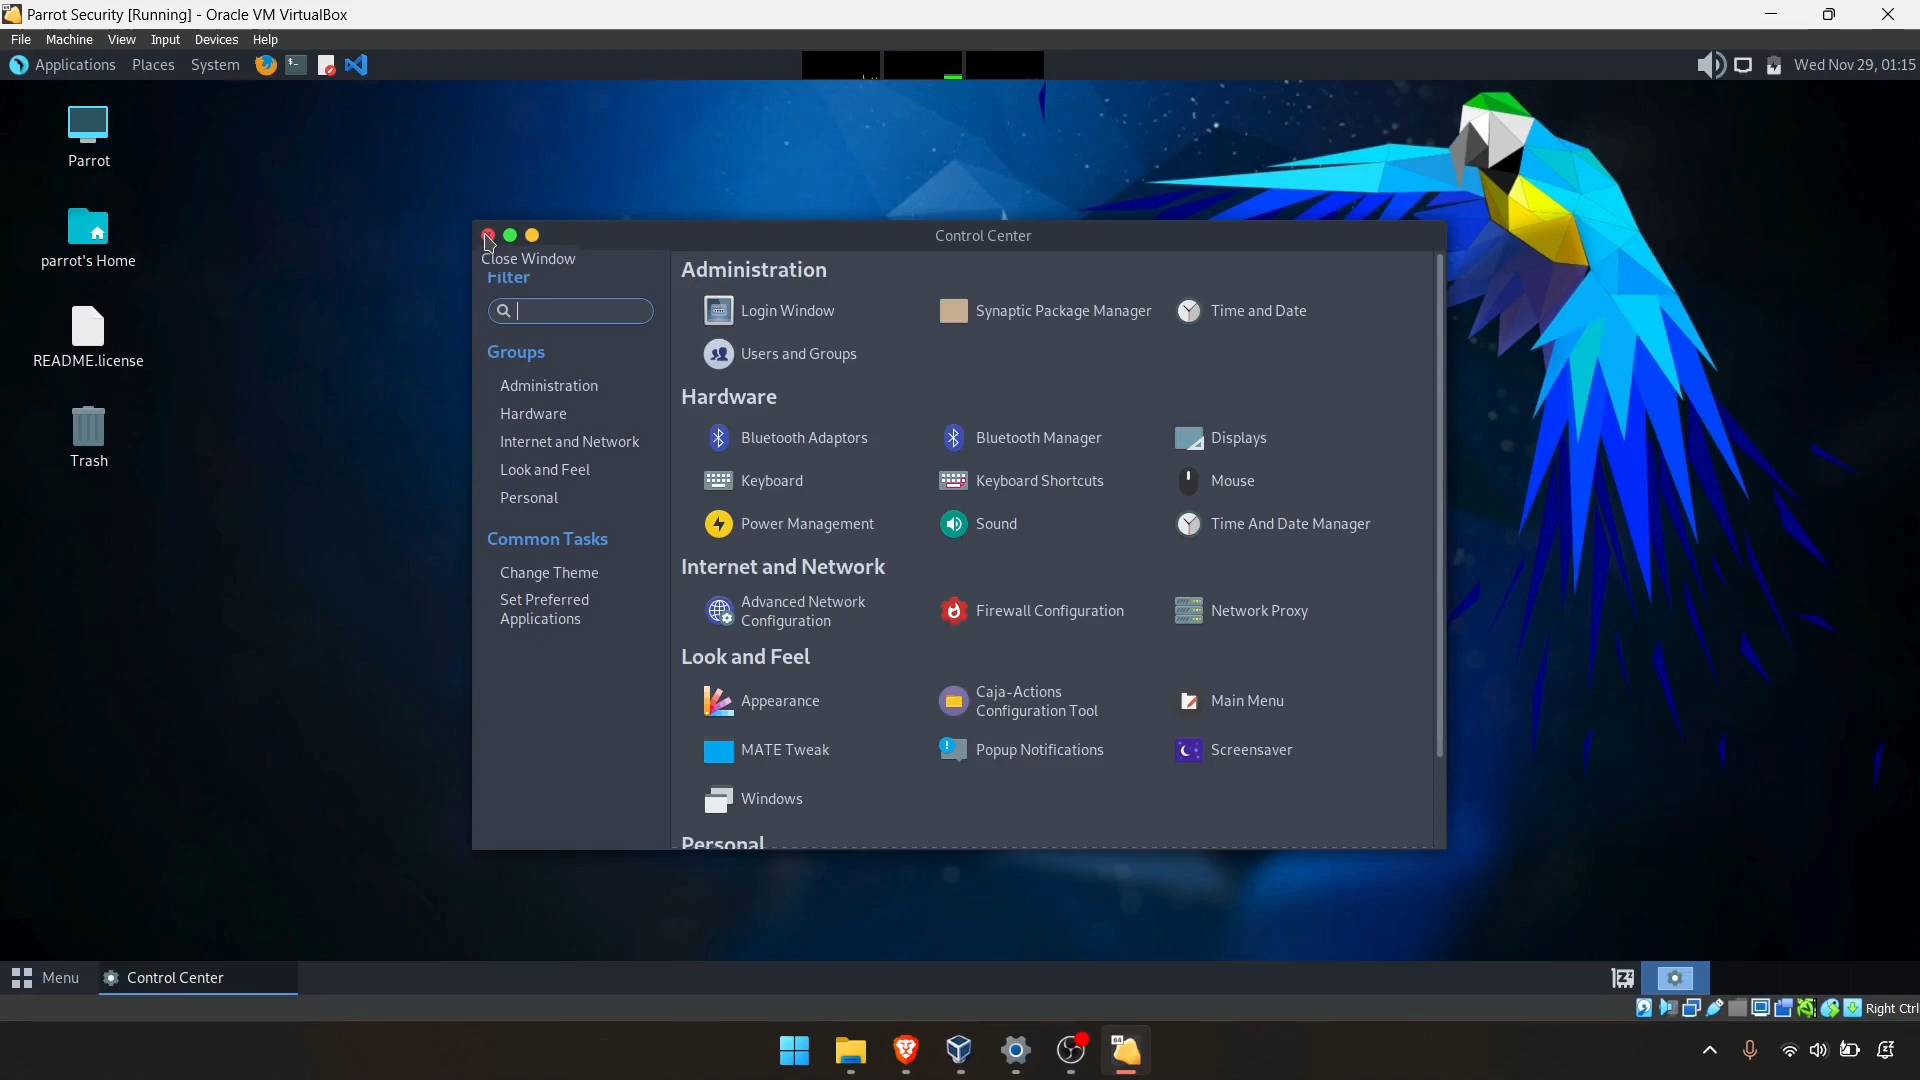 Parrot Security [Running] - Oracle VM VirtualBox
File Machine View Input Devices Help
Applications Places System
Wed Nov 29, 01:15
Parrot
parrot's Home
README.license
Trash
Control Center
Close Window
Filter
Groups
Administration
Hardware
Internet and Network
Look and Feel
Personal
Common Tasks
Change Theme
Set Preferred
Applications
Administration
Login Window Synaptic Package Manager Time and Date
Users and Groups
Hardware
Bluetooth Adaptors Bluetooth Manager Displays
Keyboard Keyboard Shortcuts Mouse
Power Management Sound Time And Date Manager
Internet and Network
Advanced Network
Configuration
Firewall Configuration Network Proxy
Look and Feel
Appearance
Caja-Actions
Configuration Tool
Main Menu
MATE Tweak Popup Notifications Screensaver
Windows
Personal
Menu Control Center
Right Ctrl